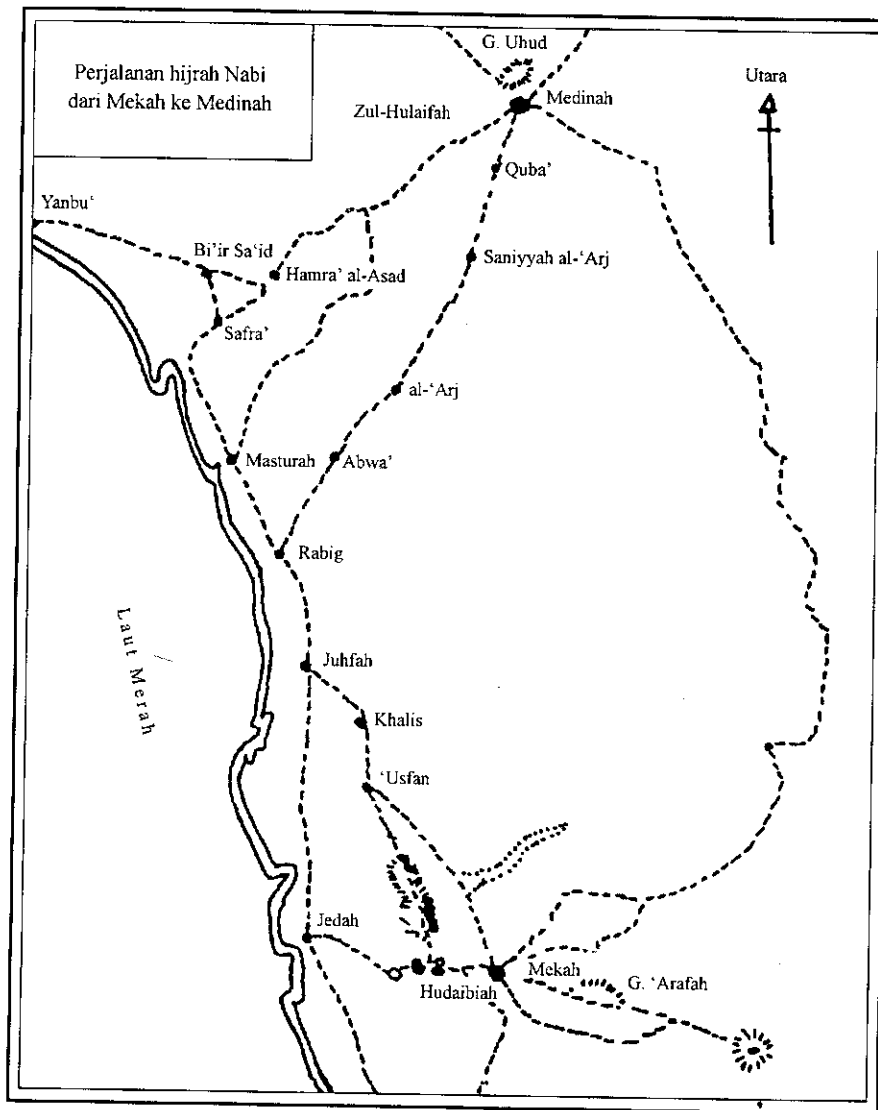 Perjalanan hijrah Nabi
dari Mekah ke Medinah
G. Uhud
Utara
Medinah
Zul-Hulaifah
Quba'
Yanbu‘
Bi'ir Sa‘id
Saniyyah al-‘Arj
Hamra' al-Asad
Safra'
al-‘Arj
Masturah
Abwa'
Rabig
Laut Merah
Juhfah
Khalis
‘Usfan
Jedah
Mekah
G. ‘Arafah
Hudaibiah